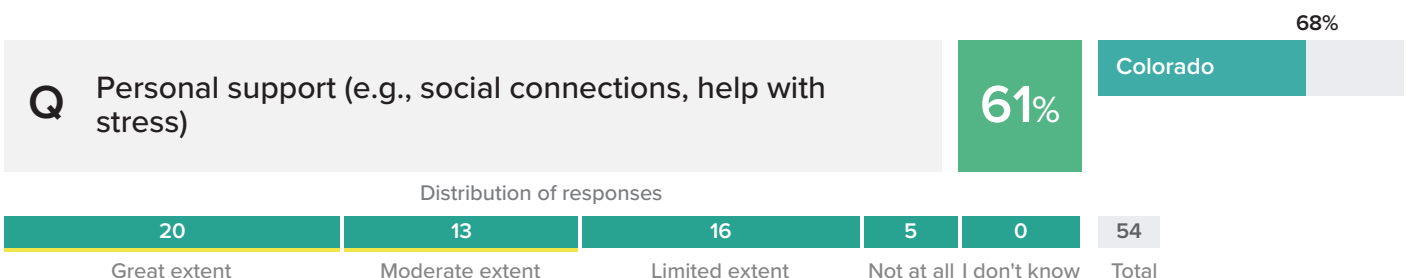 68%
Q Personal support (e.g., social connections, help with
stress)
61%
Colorado
Distribution of responses
20 13 16 5 0 54
Great extent Moderate extent Limited extent Not at all I don't know Total